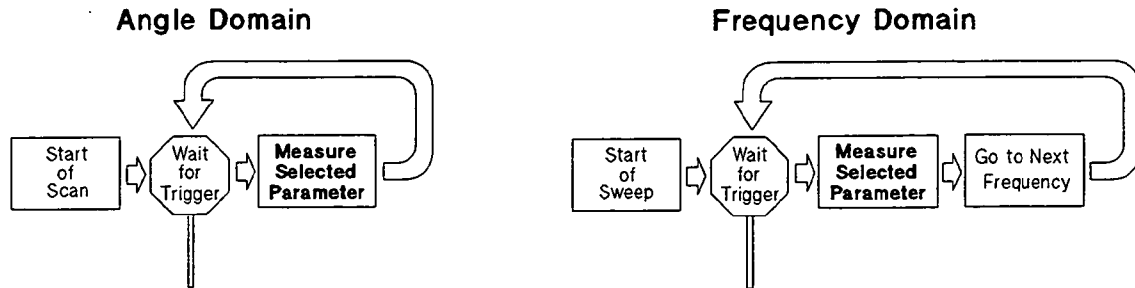 Angle Domain
Start
of
Scan
Wait
for
Trigger
Measure
Selected
Parameter
Frequency Domain
Start
of
Sweep
Wait
for
Trigger
Measure
Selected
Parameter
Go to Next
Frequency